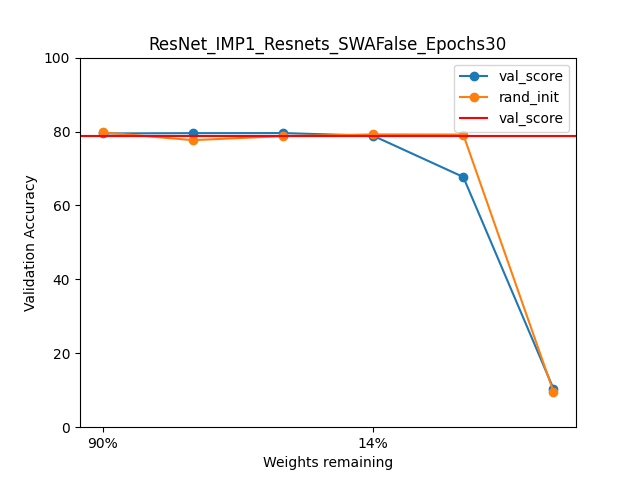 ResNet_IMP1_Resnets_SWAFalse_Epochs30
100
80
60
40
20
0
Validation Accuracy
val_score
rand_init
val_score
90%
14%
Weights remaining